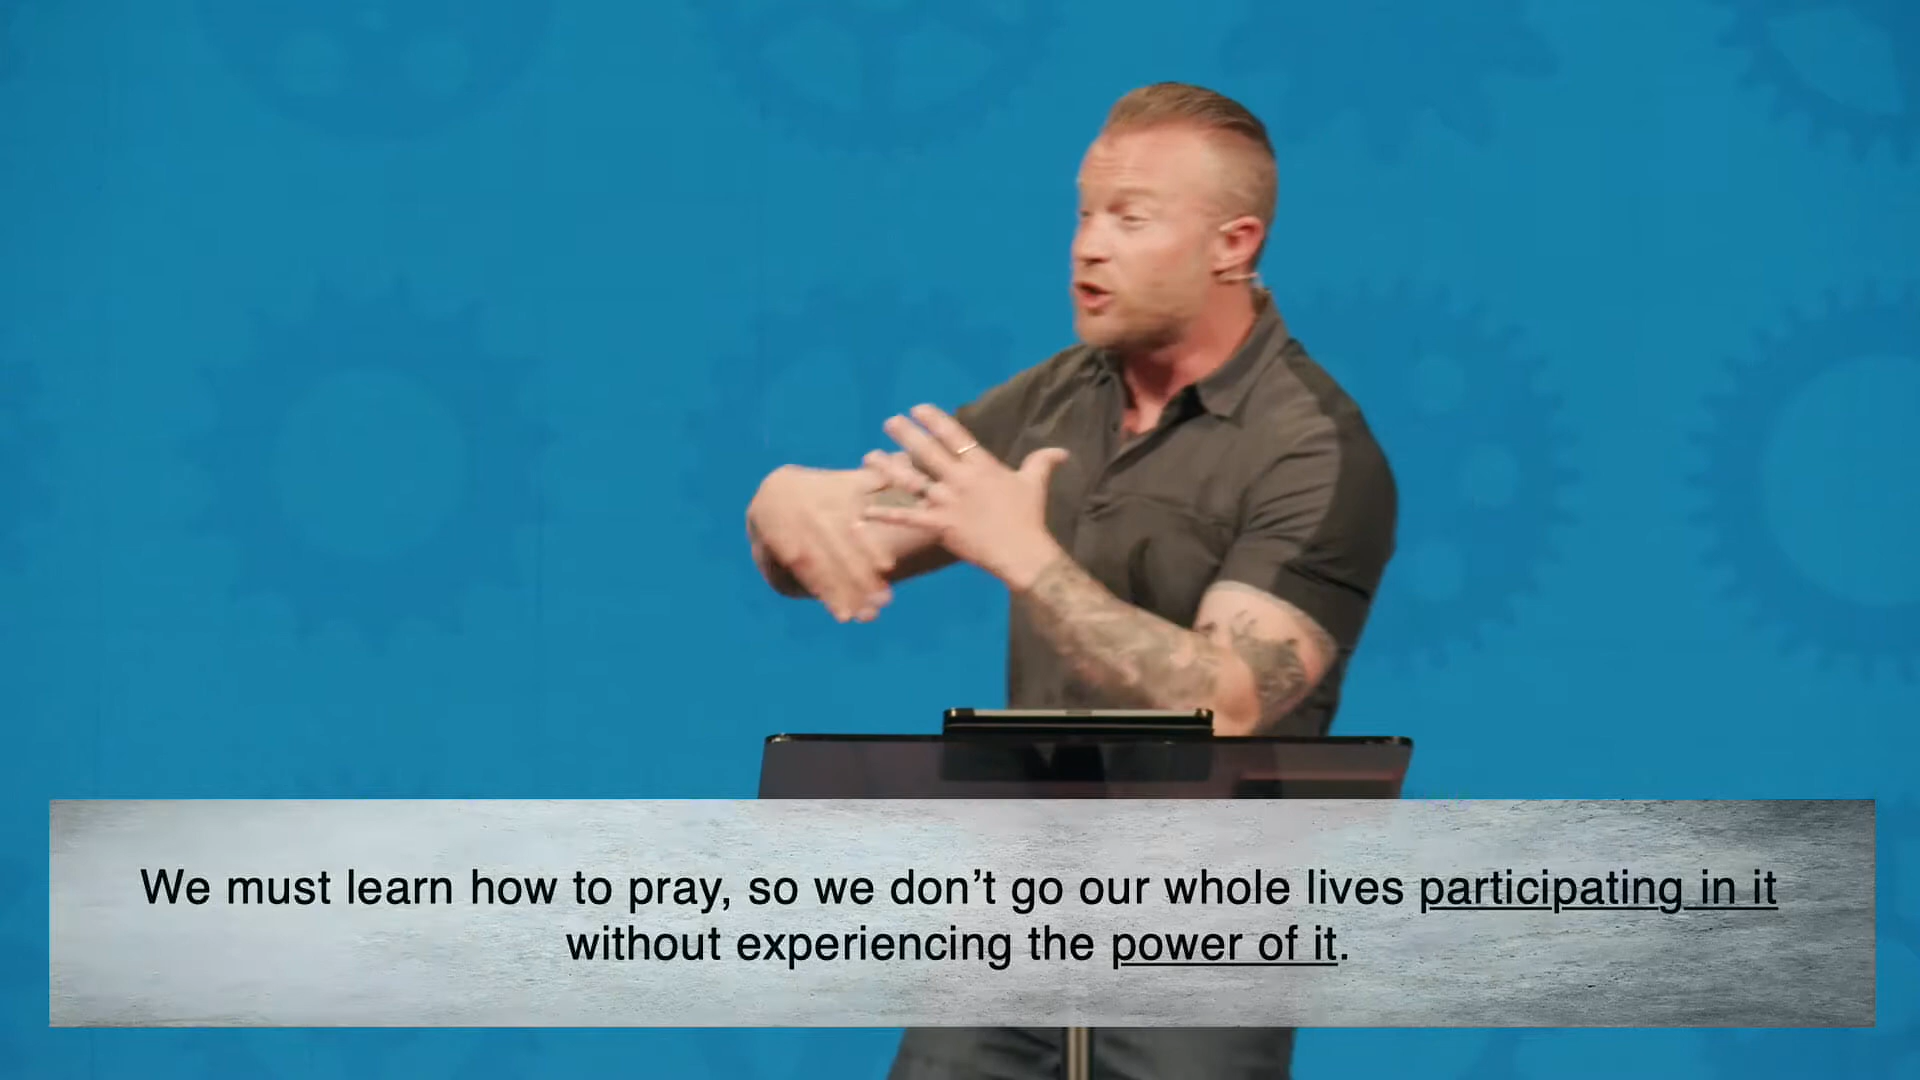 We must learn how to pray, so we don’t go our whole lives participating in it
without experiencing the power of it.